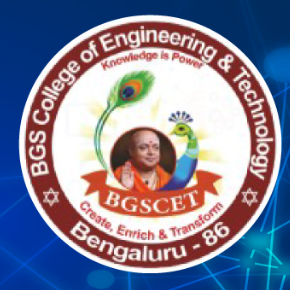 BGS College of Engineering & Technology
Knowledge is Power
BGSCET
Create, Enrich & Transform
Bengaluru - 86